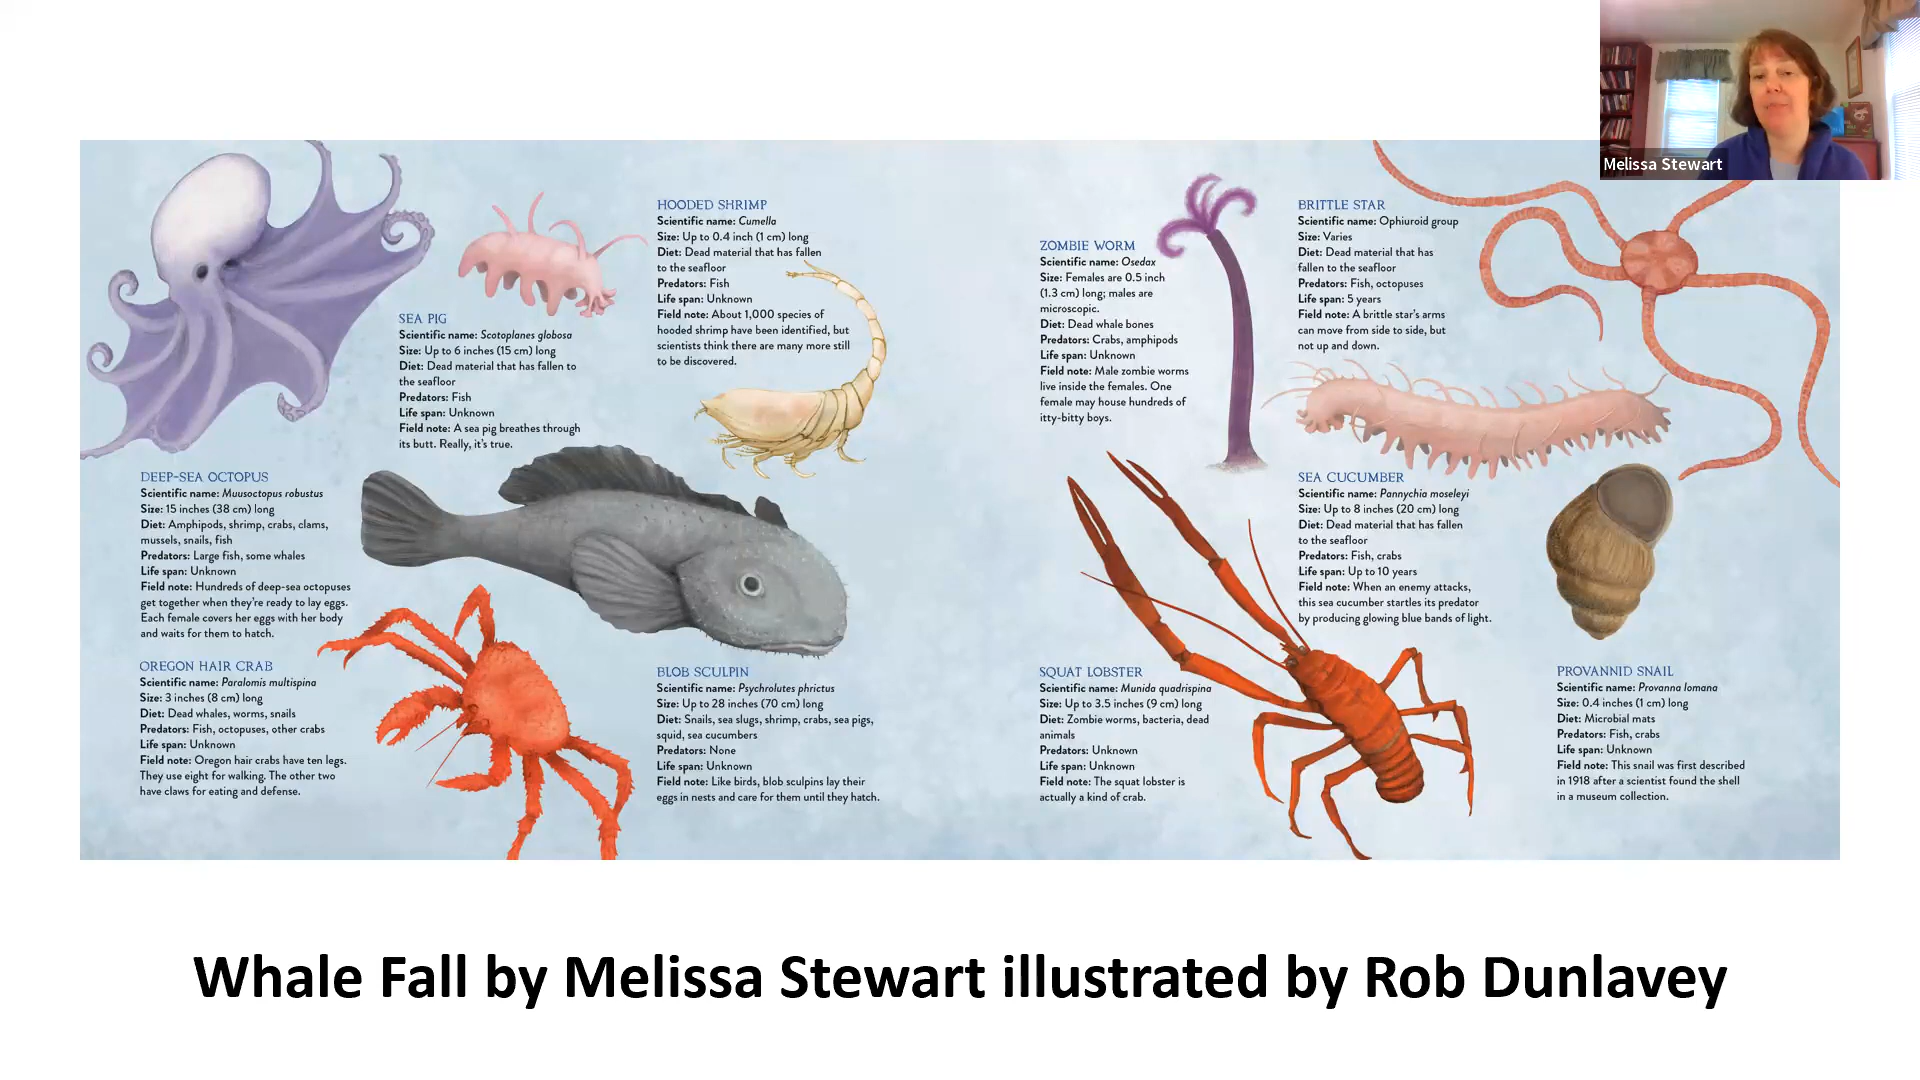 Melissa Stewart
DEEP-SEA OCTOPUS
Scientific name: Muusoctopus robustus
Size: 15 inches (38 cm) long
Diet: Amphipods, shrimp, crabs, clams,
mussels, snails, fish
Predators: Large fish, some whales
Life span: Unknown
Field note: Hundreds of deep-sea octopuses
get together when they're ready to lay eggs.
Each female covers her eggs with her body
and waits for them to hatch.
OREGON HAIR CRAB
Scientific name: Paralomis multispina
Size: 3 inches (8 cm) long
Diet: Dead whales, worms, snails
Predators: Fish, octopuses, other crabs
Life span: Unknown
Field note: Oregon hair crabs have ten legs.
They use eight for walking. The other two
have claws for eating and defense.
SEA PIG
Scientific name: Scotoplanes globosa
Size: Up to 6 inches (15 cm) long
Diet: Dead material that has fallen to
the seafloor
Predators: Fish
Life span: Unknown
Field note: A sea pig breathes through
its butt. Really, it's true.
HOODED SHRIMP
Scientific name: Cumella
Size: Up to 0.4 inch (1 cm) long
Diet: Dead material that has fallen
to the seafloor
Predators: Fish
Life span: Unknown
Field note: About 1,000 species of
hooded shrimp have been identified, but
scientists think there are many more still
to be discovered.
BLOB SCULPIN
Scientific name: Psychrolutes phrictus
Size: Up to 28 inches (70 cm) long
Diet: Snails, sea slugs, shrimp, crabs, sea pigs,
squid, sea cucumbers
Predators: None
Life span: Unknown
Field note: Like birds, blob sculpins lay their
eggs in nests and care for them until they hatch.
ZOMBIE WORM
Scientific name: Osedax
Size: Females are 0.5 inch
(1.3 cm) long; males are
microscopic.
Diet: Dead whale bones
Predators: Crabs, amphipods
Life span: Unknown
Field note: Male zombie worms
live inside the females. One
female may house hundreds of
itty-bitty boys.
SQUAT LOBSTER
Scientific name: Munida quadrispina
Size: Up to 3.5 inches (9 cm) long
Diet: Zombie worms, bacteria, dead
animals
Predators: Unknown
Life span: Unknown
Field note: The squat lobster is
actually a kind of crab.
BRITTLE STAR
Scientific name: Ophiuroid group
Size: Varies
Diet: Dead material that has
fallen to the seafloor
Predators: Fish, octopuses
Life span: 5 years
Field note: A brittle star's arms
can move from side to side, but
not up and down.
SEA CUCUMBER
Scientific name: Pannychia moseleyi
Size: Up to 8 inches (20 cm) long
Diet: Dead material that has fallen
to the seafloor
Predators: Fish, crabs
Life span: Up to 10 years
Field note: When an enemy attacks,
this sea cucumber startles its predator
by producing glowing blue bands of light.
PROVANNID SNAIL
Scientific name: Provanna lomana
Size: 0.4 inch (1 cm) long
Diet: Microbial mats
Predators: Fish, crabs
Life span: Unknown
Field note: This snail was first described
in 1918 after a scientist found the shell
in a museum collection.
Whale Fall by Melissa Stewart illustrated by Rob Dunlavey